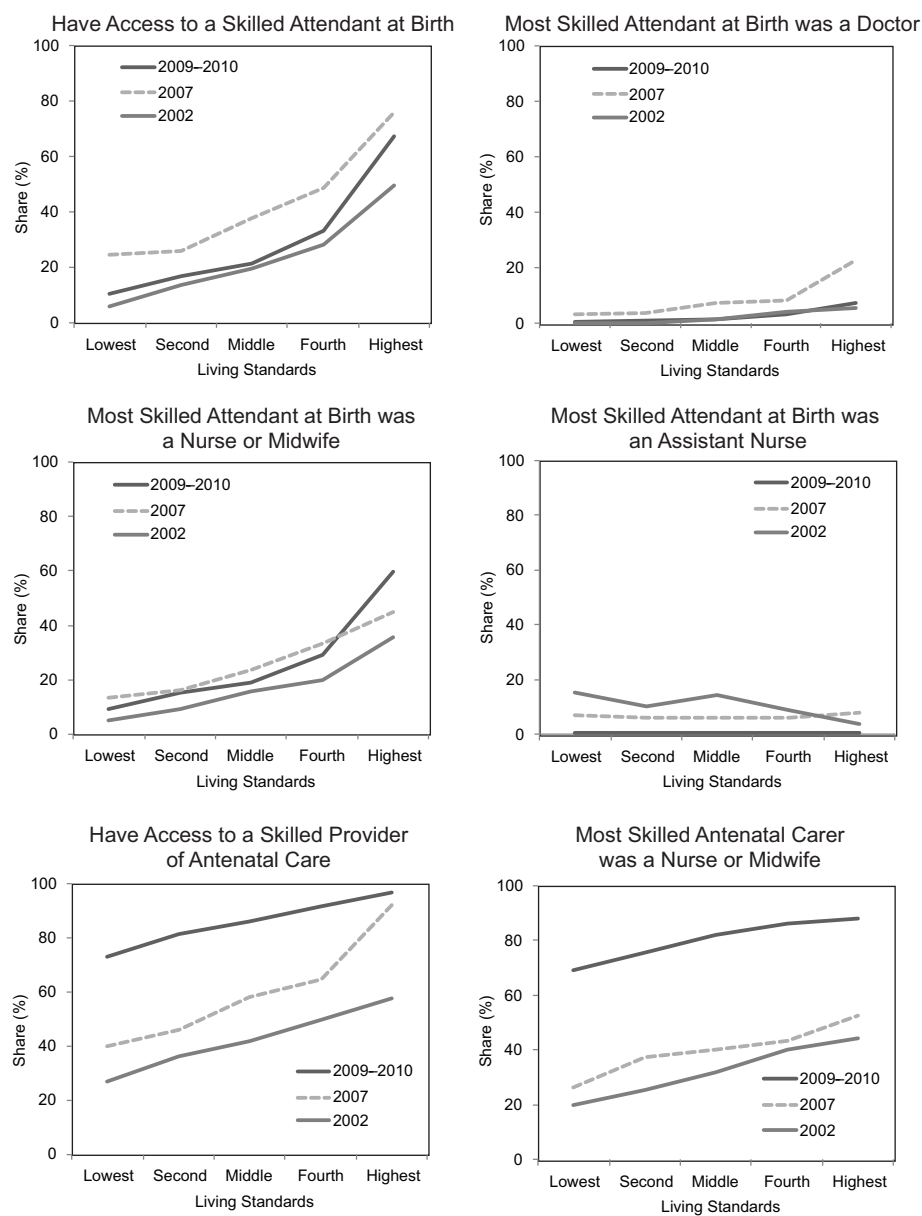 Have Access to a Skilled Attendant at Birth
100
80
60
40
20
0
Share (%)
2009–2010
2007
2002
Lowest Second Middle Fourth Highest
Living Standards
Most Skilled Attendant at Birth was a Doctor
100
80
60
40
20
0
Share (%)
2009–2010
2007
2002
Lowest Second Middle Fourth Highest
Living Standards
Most Skilled Attendant at Birth was
a Nurse or Midwife
100
80
60
40
20
0
Share (%)
2009–2010
2007
2002
Lowest Second Middle Fourth Highest
Living Standards
Most Skilled Attendant at Birth was
an Assistant Nurse
100
80
60
40
20
0
Share (%)
2009–2010
2007
2002
Lowest Second Middle Fourth Highest
Living Standards
Have Access to a Skilled Provider
of Antenatal Care
100
80
60
40
20
0
Share (%)
2009–2010
2007
2002
Lowest Second Middle Fourth Highest
Living Standards
Most Skilled Antenatal Carer
was a Nurse or Midwife
100
80
60
40
20
0
Share (%)
2009–2010
2007
2002
Lowest Second Middle Fourth Highest
Living Standards